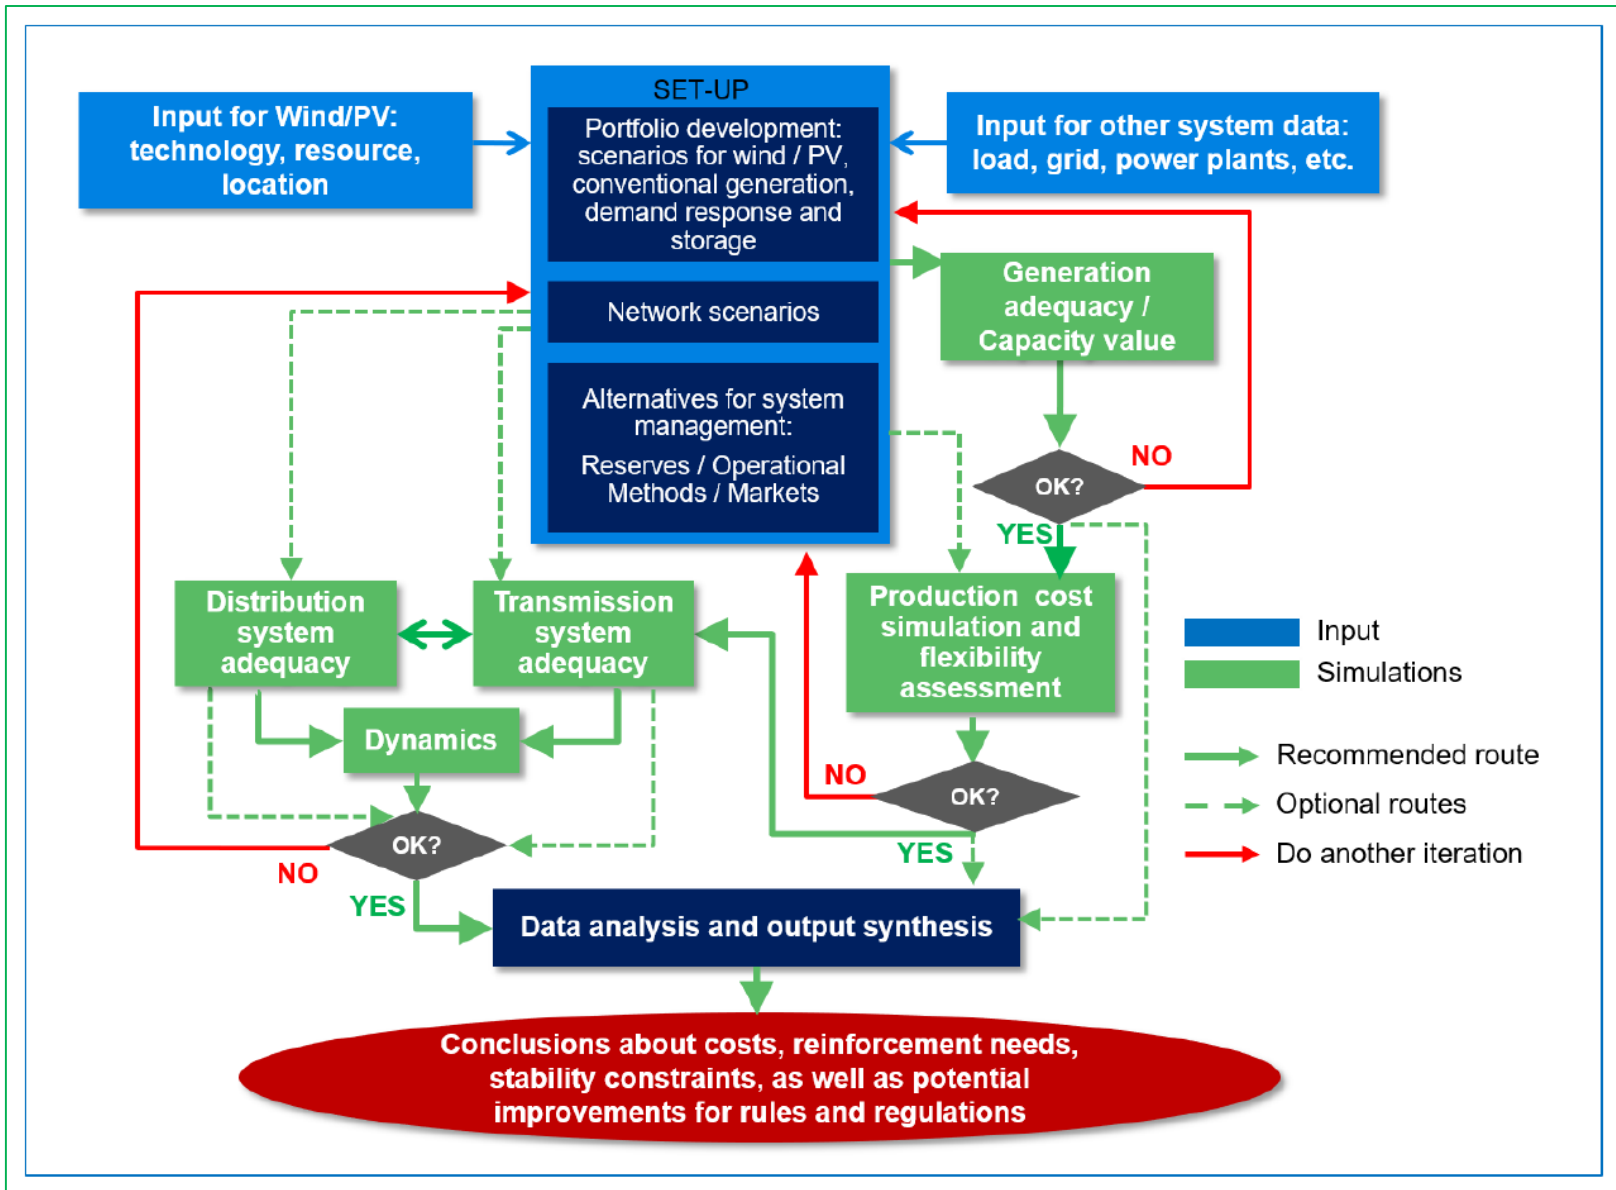 SET-UP
Input for Wind/PV:
technology, resource,
location
Portfolio development:
scenarios for wind / PV,
conventional generation,
demand response and
storage
Input for other system data:
load, grid, power plants, etc.
Generation
adequacy /
Capacity value
Network scenarios
Alternatives for system
management:
Reserves / Operational
Methods / Markets
OK?
NO
YES
Distribution
system
adequacy
Transmission
system
adequacy
Production cost
simulation and
flexibility
assessment
Input
Simulations
Dynamics
Recommended route
Optional routes
Do another iteration
NO
OK?
YES
OK?
NO
YES
Data analysis and output synthesis
Conclusions about costs, reinforcement needs,
stability constraints, as well as potential
improvements for rules and regulations